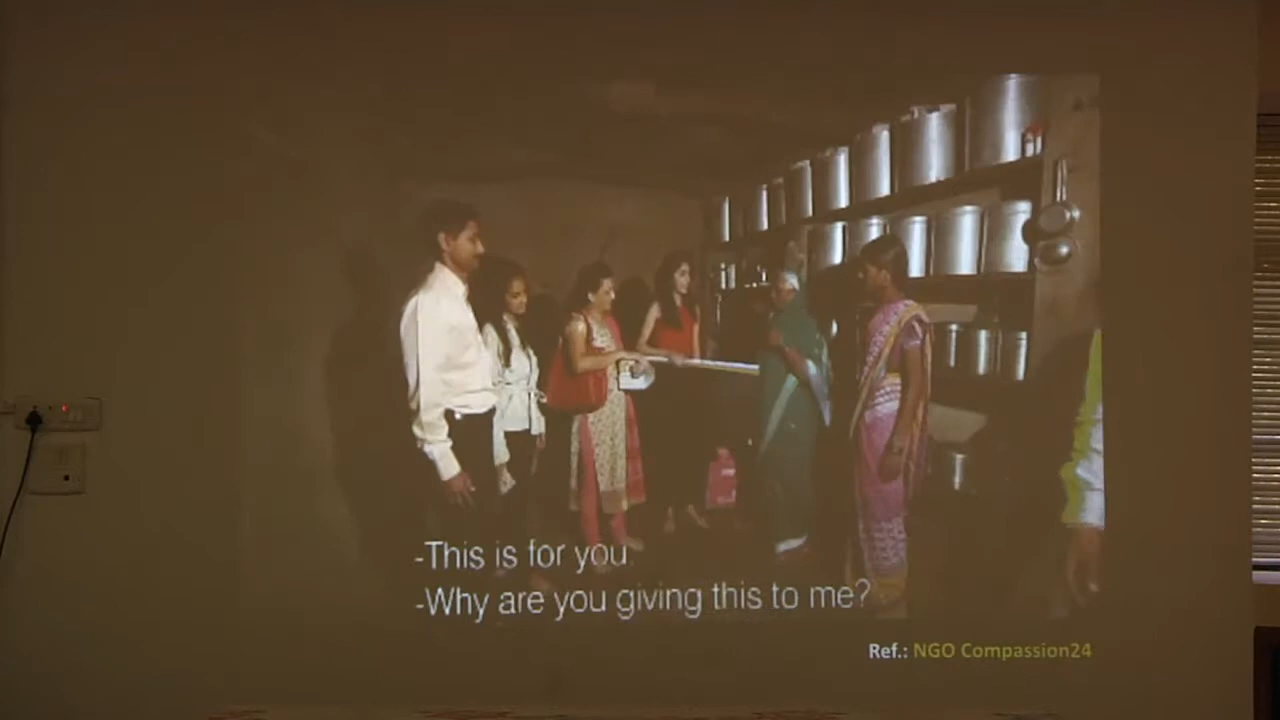 -This is for you.
-Why are you giving this to me?
Ref.: NGO Compassion24